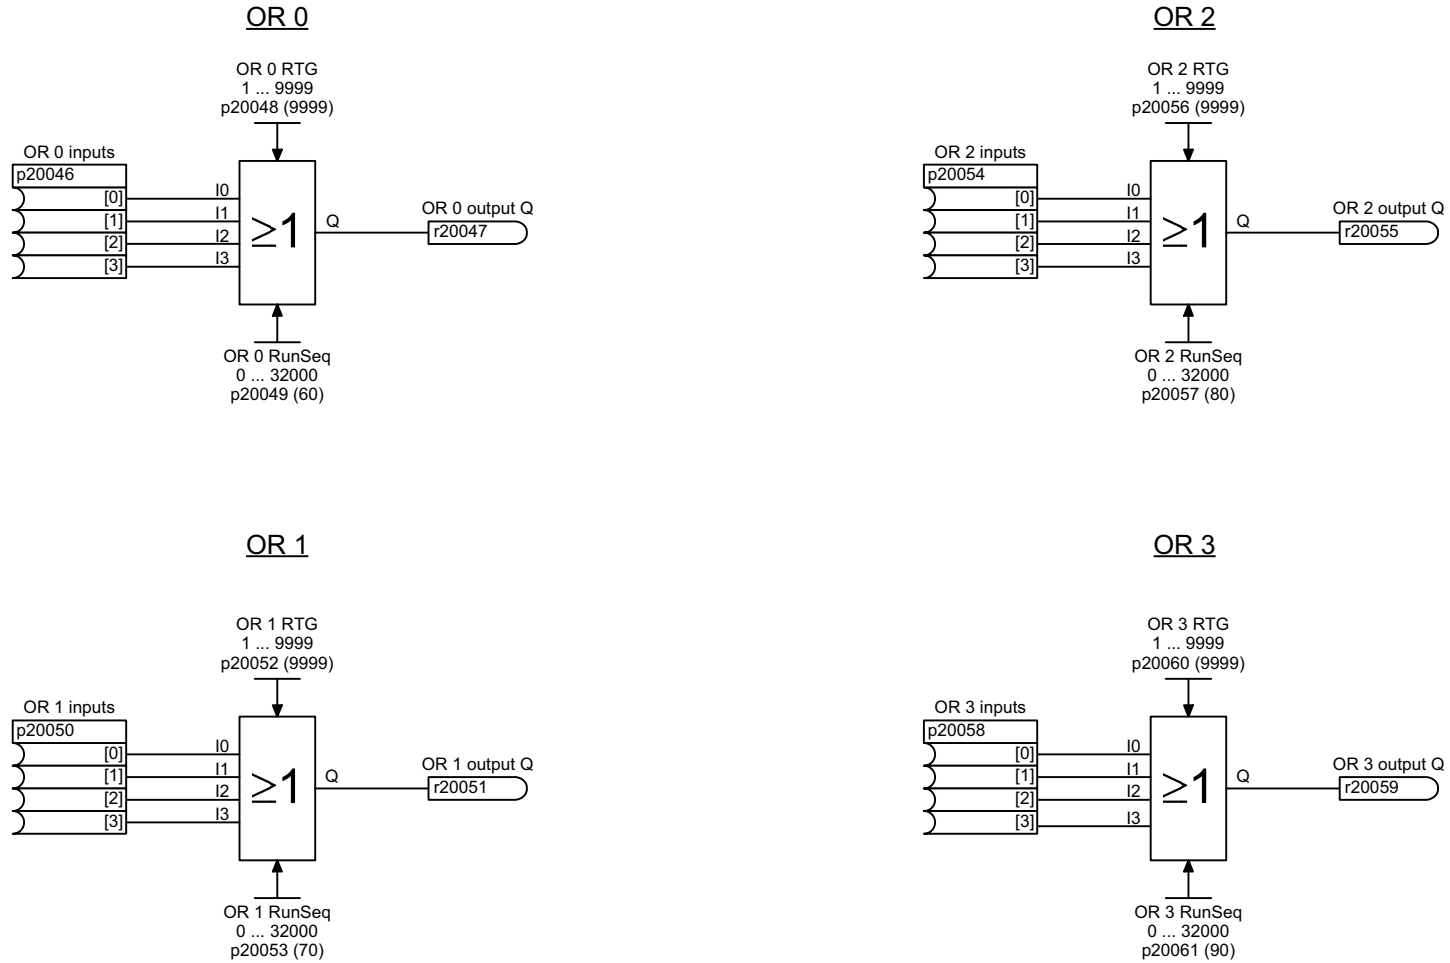 OR 0
OR 0 RTG
1 ... 9999
p20048 (9999)
OR 0 inputs
p20046
[0]
[1]
[2]
[3]
I0
I1
I2
I3
≥1
Q
OR 0 output Q
r20047
OR 0 RunSeq
0 ... 32000
p20049 (60)
OR 2
OR 2 RTG
1 ... 9999
p20056 (9999)
OR 2 inputs
p20054
[0]
[1]
[2]
[3]
I0
I1
I2
I3
≥1
Q
OR 2 output Q
r20055
OR 2 RunSeq
0 ... 32000
p20057 (80)
OR 1
OR 1 RTG
1 ... 9999
p20052 (9999)
OR 1 inputs
p20050
[0]
[1]
[2]
[3]
I0
I1
I2
I3
≥1
Q
OR 1 output Q
r20051
OR 1 RunSeq
0 ... 32000
p20053 (70)
OR 3
OR 3 RTG
1 ... 9999
p20060 (9999)
OR 3 inputs
p20058
[0]
[1]
[2]
[3]
I0
I1
I2
I3
≥1
Q
OR 3 output Q
r20059
OR 3 RunSeq
0 ... 32000
p20061 (90)